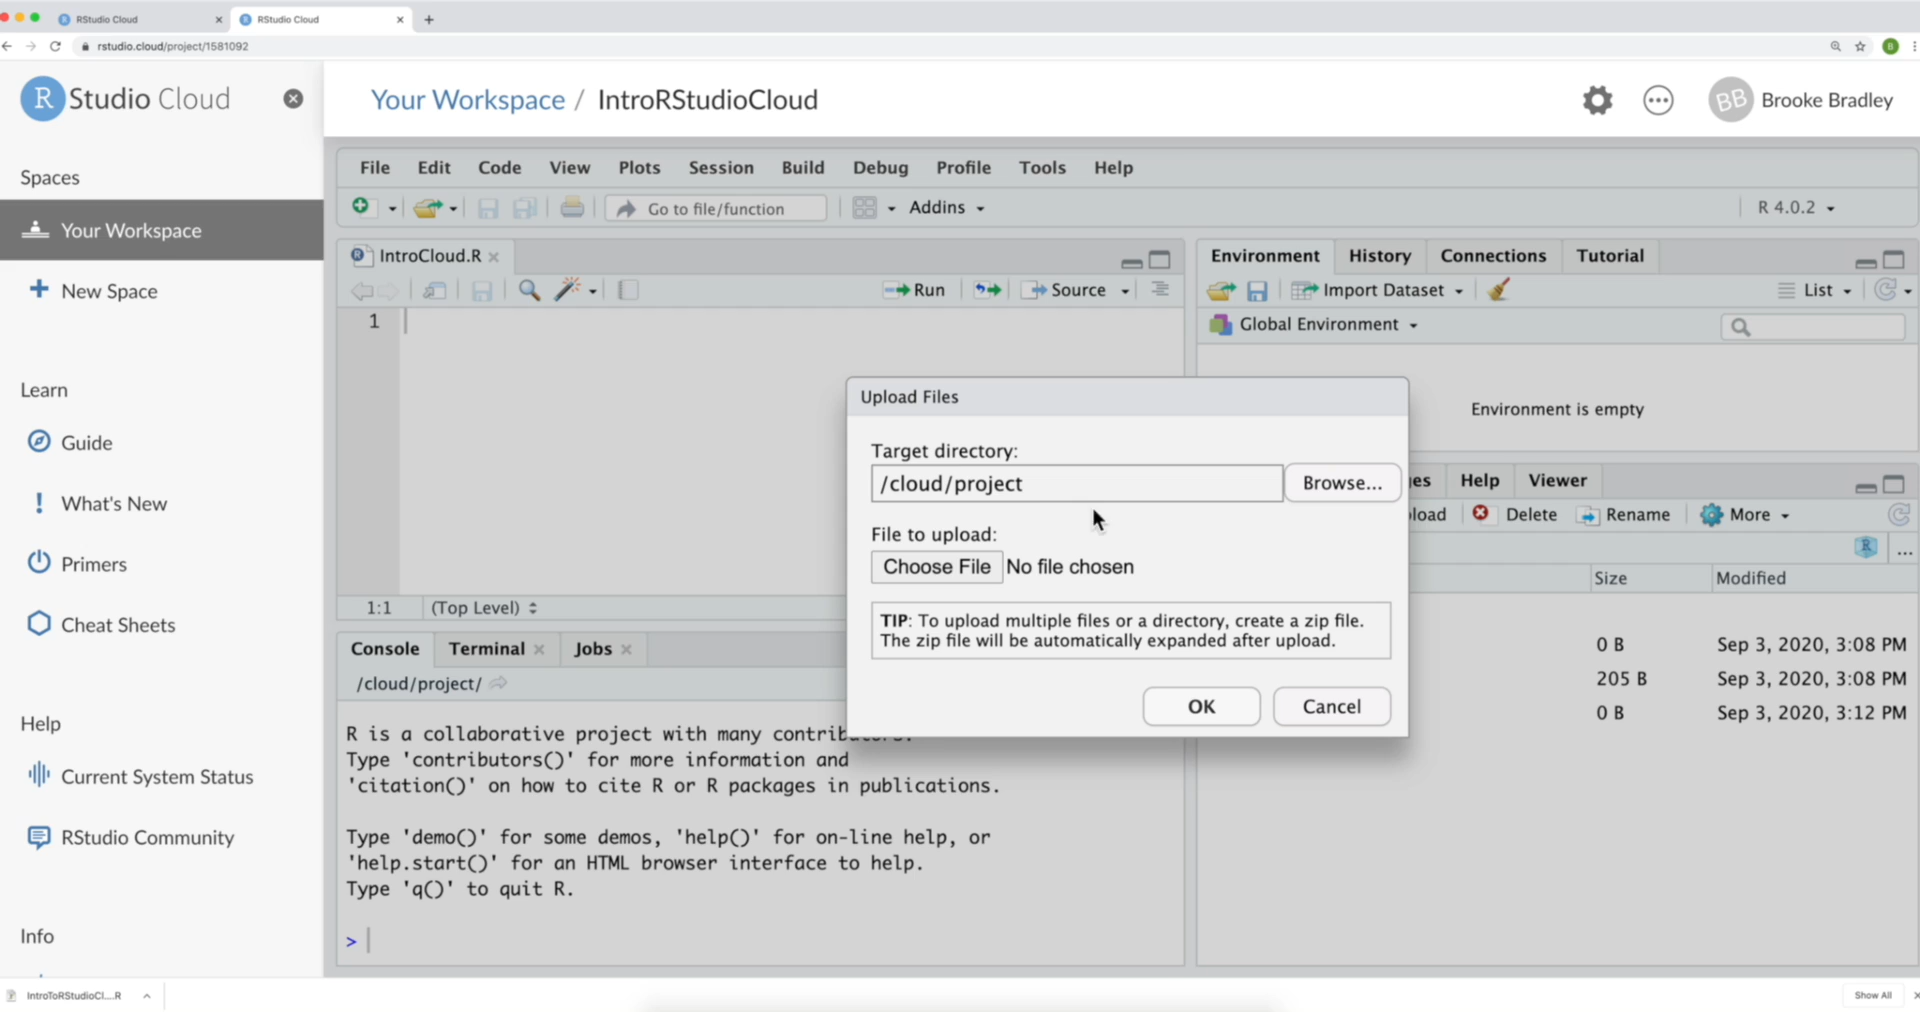 RStudio Cloud
RStudio Cloud
rstudio.cloud/project/1581092
B
R Studio Cloud
Your Workspace / IntroRStudioCloud
BB Brooke Bradley
Spaces
Your Workspace
New Space
Learn
Guide
What's New
Primers
Cheat Sheets
Help
Current System Status
RStudio Community
Info
File Edit Code View Plots Session Build Debug Profile Tools Help
Go to file/function Addins R 4.0.2
IntroCloud.R
Run Source
1
1:1 (Top Level)
Environment History Connections Tutorial
Import Dataset List
Global Environment
Environment is empty
Upload Files
Target directory:
/cloud/project Browse...
File to upload:
Choose File No file chosen
TIP: To upload multiple files or a directory, create a zip file.
The zip file will be automatically expanded after upload.
OK Cancel
es Help Viewer
load Delete Rename More
R ...
Size Modified
0 B Sep 3, 2020, 3:08 PM
205 B Sep 3, 2020, 3:08 PM
0 B Sep 3, 2020, 3:12 PM
Console Terminal Jobs
/cloud/project/
R is a collaborative project with many contributors.
Type 'contributors()' for more information and
'citation()' on how to cite R or R packages in publications.
Type 'demo()' for some demos, 'help()' for on-line help, or
'help.start()' for an HTML browser interface to help.
Type 'q()' to quit R.
>
IntroToRStudioCl....R
Show All